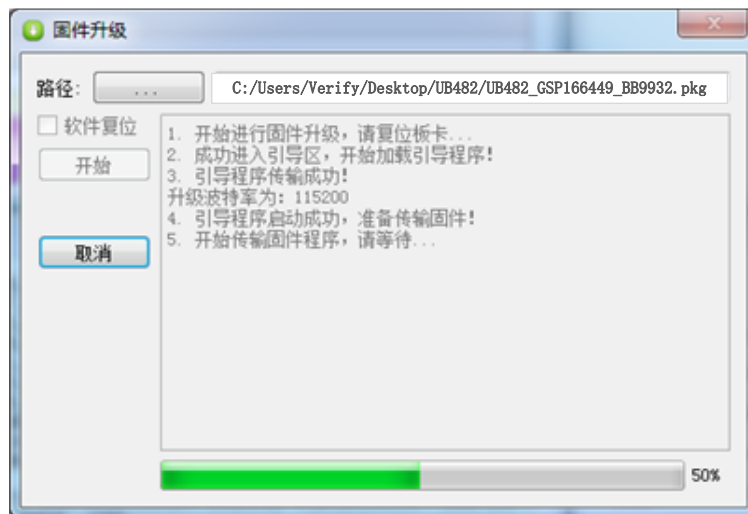 固件升级
路径: ... C:/Users/Verify/Desktop/UB482/UB482_GSP166449_BB9932.pkg
软件复位
开始
取消
1. 开始进行固件升级，请复位板卡...
2. 成功进入引导区，开始加载引导程序！
3. 引导程序传输成功！
升级波特率为: 115200
4. 引导程序启动成功，准备传输固件！
5. 开始传输固件程序，请等待...
50%